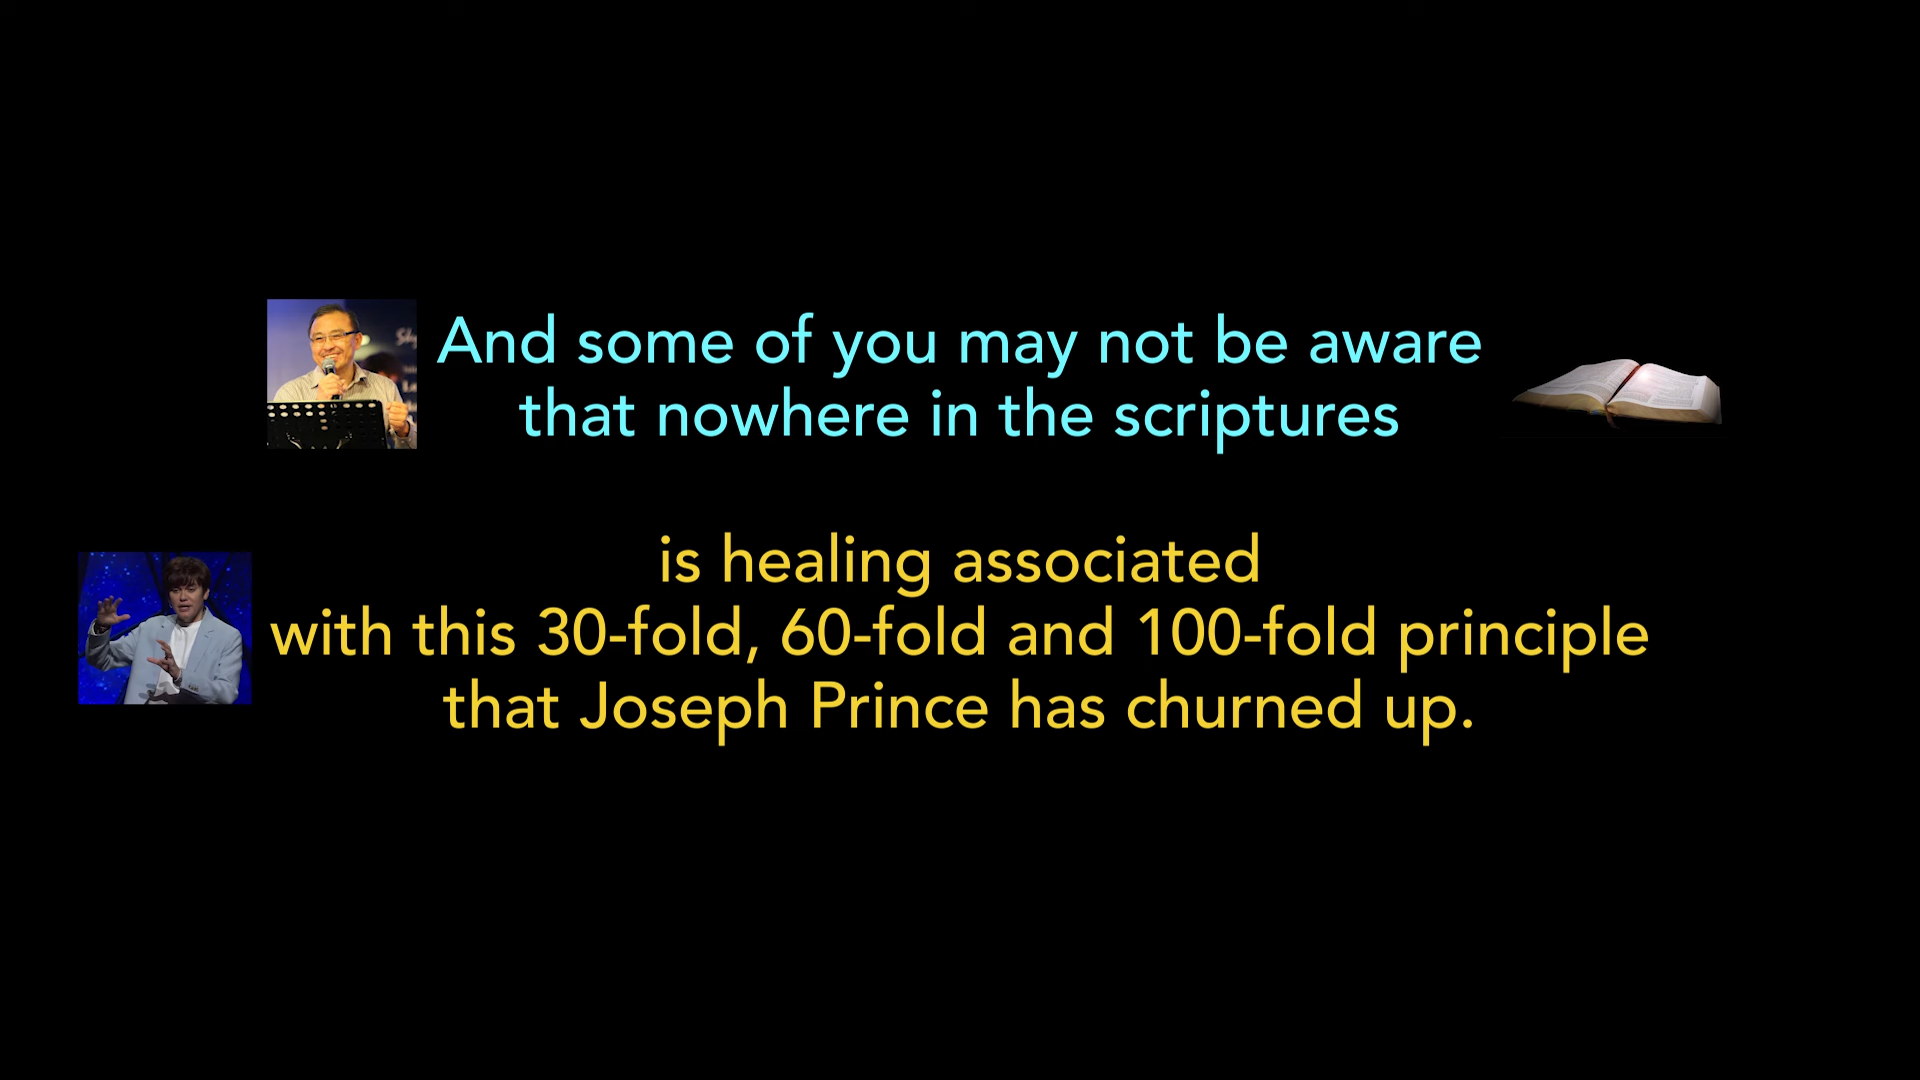 And some of you may not be aware
that nowhere in the scriptures
is healing associated
with this 30-fold, 60-fold and 100-fold principle
that Joseph Prince has churned up.